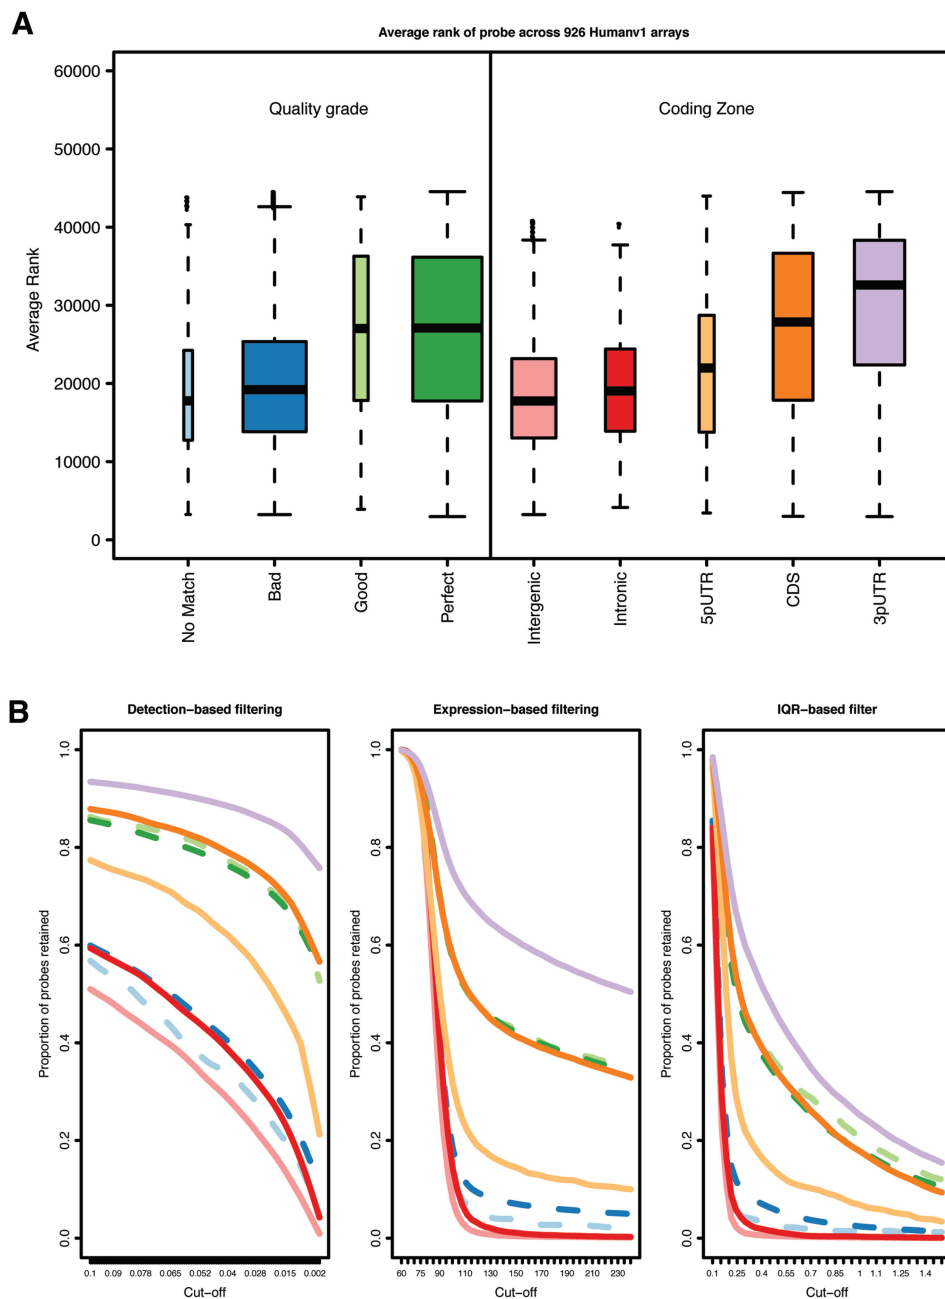 A
Average rank of probe across 926 Humanv1 arrays
Quality grade
Coding Zone
Average Rank
60000
50000
40000
30000
20000
10000
0
No Match
Bad
Good
Perfect
Intergenic
Intronic
5pUTR
CDS
3pUTR
B
Detection−based filtering
Proportion of probes retained
1.0
0.8
0.6
0.4
0.2
0.0
0.1 0.09 0.078 0.065 0.052 0.04 0.028 0.015 0.002
Cut−off
Expression−based filtering
Proportion of probes retained
1.0
0.8
0.6
0.4
0.2
0.0
60 75 90 110 130 150 170 190 210 230
Cut−off
IQR−based filter
Proportion of probes retained
1.0
0.8
0.6
0.4
0.2
0.0
0.1 0.25 0.4 0.55 0.7 0.85 1 1.1 1.25 1.4
Cut−off